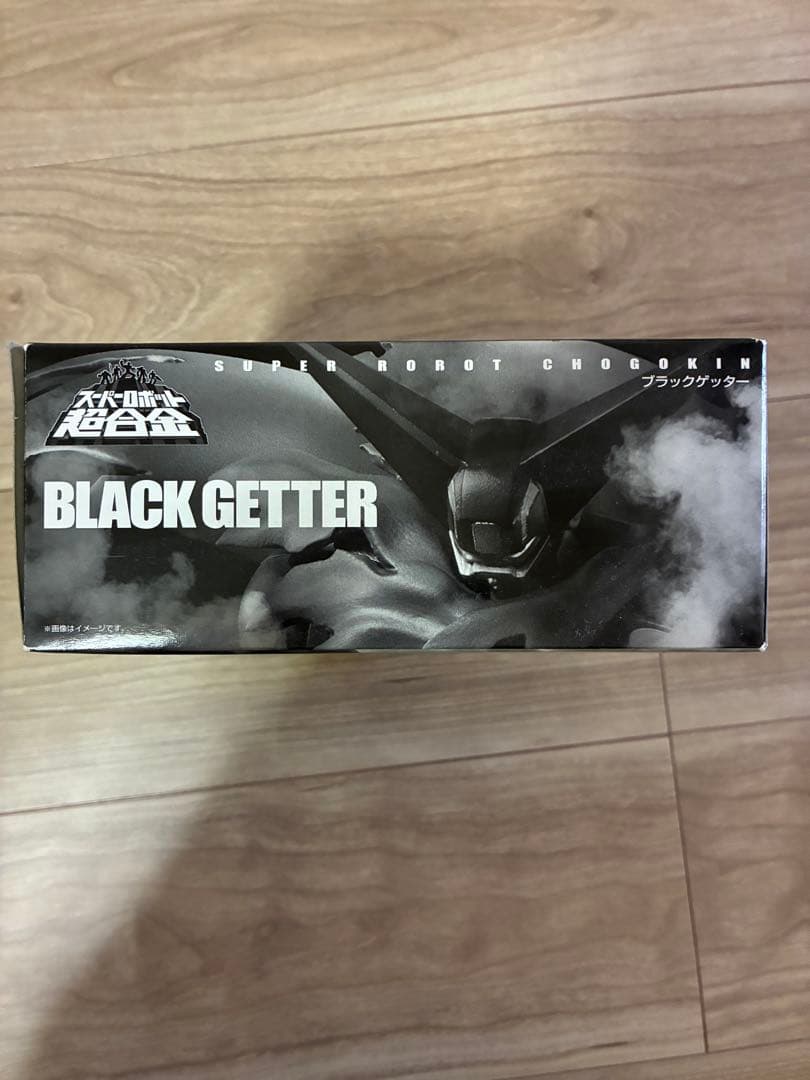 SUPER ROROT CHOGOKIN
ブラックゲッター
スーパーロボット
超合金
BLACK GETTER
※画像はイメージです。